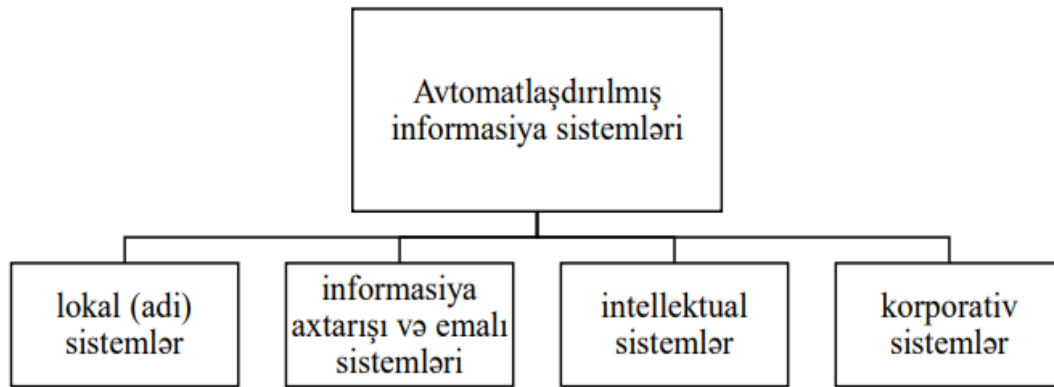 Avtomatlaşdırılmış
informasiya sistemləri
lokal (adi)
sistemlər
informasiya
axtarışı və emalı
sistemləri
intellektual
sistemlər
korporativ
sistemlər